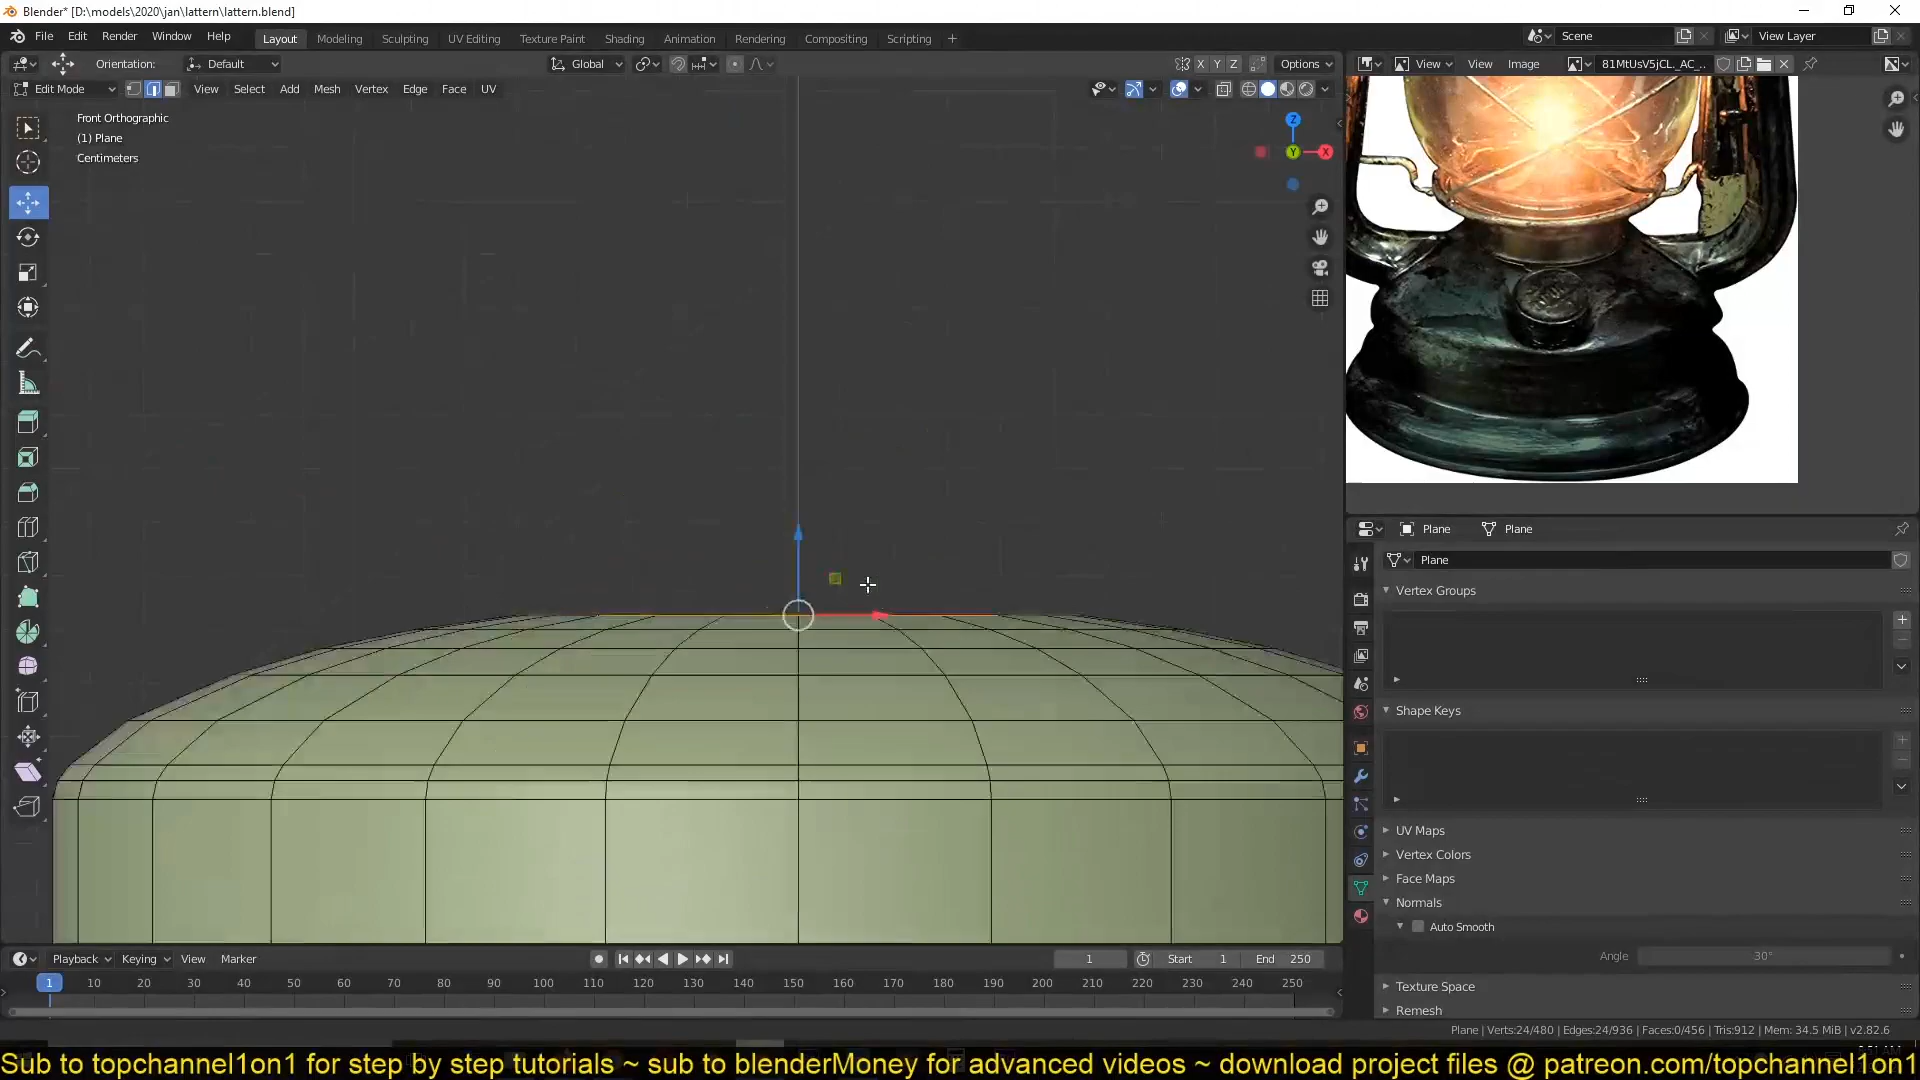 Blender* [D:\models\2020\jan\lattern\lattern.blend]
File Edit Render Window Help
Layout Modeling Sculpting UV Editing Texture Paint Shading Animation Rendering Compositing Scripting +
Scene
View Layer
Orientation: Default
Global
X Y Z
Options
View View Image
81MtUsV5jCL._AC_..
Edit Mode
View Select Add Mesh Vertex Edge Face UV
Front Orthographic
(1) Plane
Centimeters
Z
Y
X
Plane
Plane
Plane
Vertex Groups
Shape Keys
UV Maps
Vertex Colors
Face Maps
Normals
Auto Smooth
Angle 30°
Texture Space
Remesh
Playback Keying View Marker
1
Start 1
End 250
1 10 20 30 40 50 60 70 80 90 100 110 120 130 140 150 160 170 180 190 200 210 220 230 240 250
Plane | Verts:24/480 | Edges:24/936 | Faces:0/456 | Tris:912 | Mem: 34.5 MiB | v2.82.6
Sub to topchannel1on1 for step by step tutorials ~ sub to blenderMoney for advanced videos ~ download project files @ patreon.com/topchannel1on1